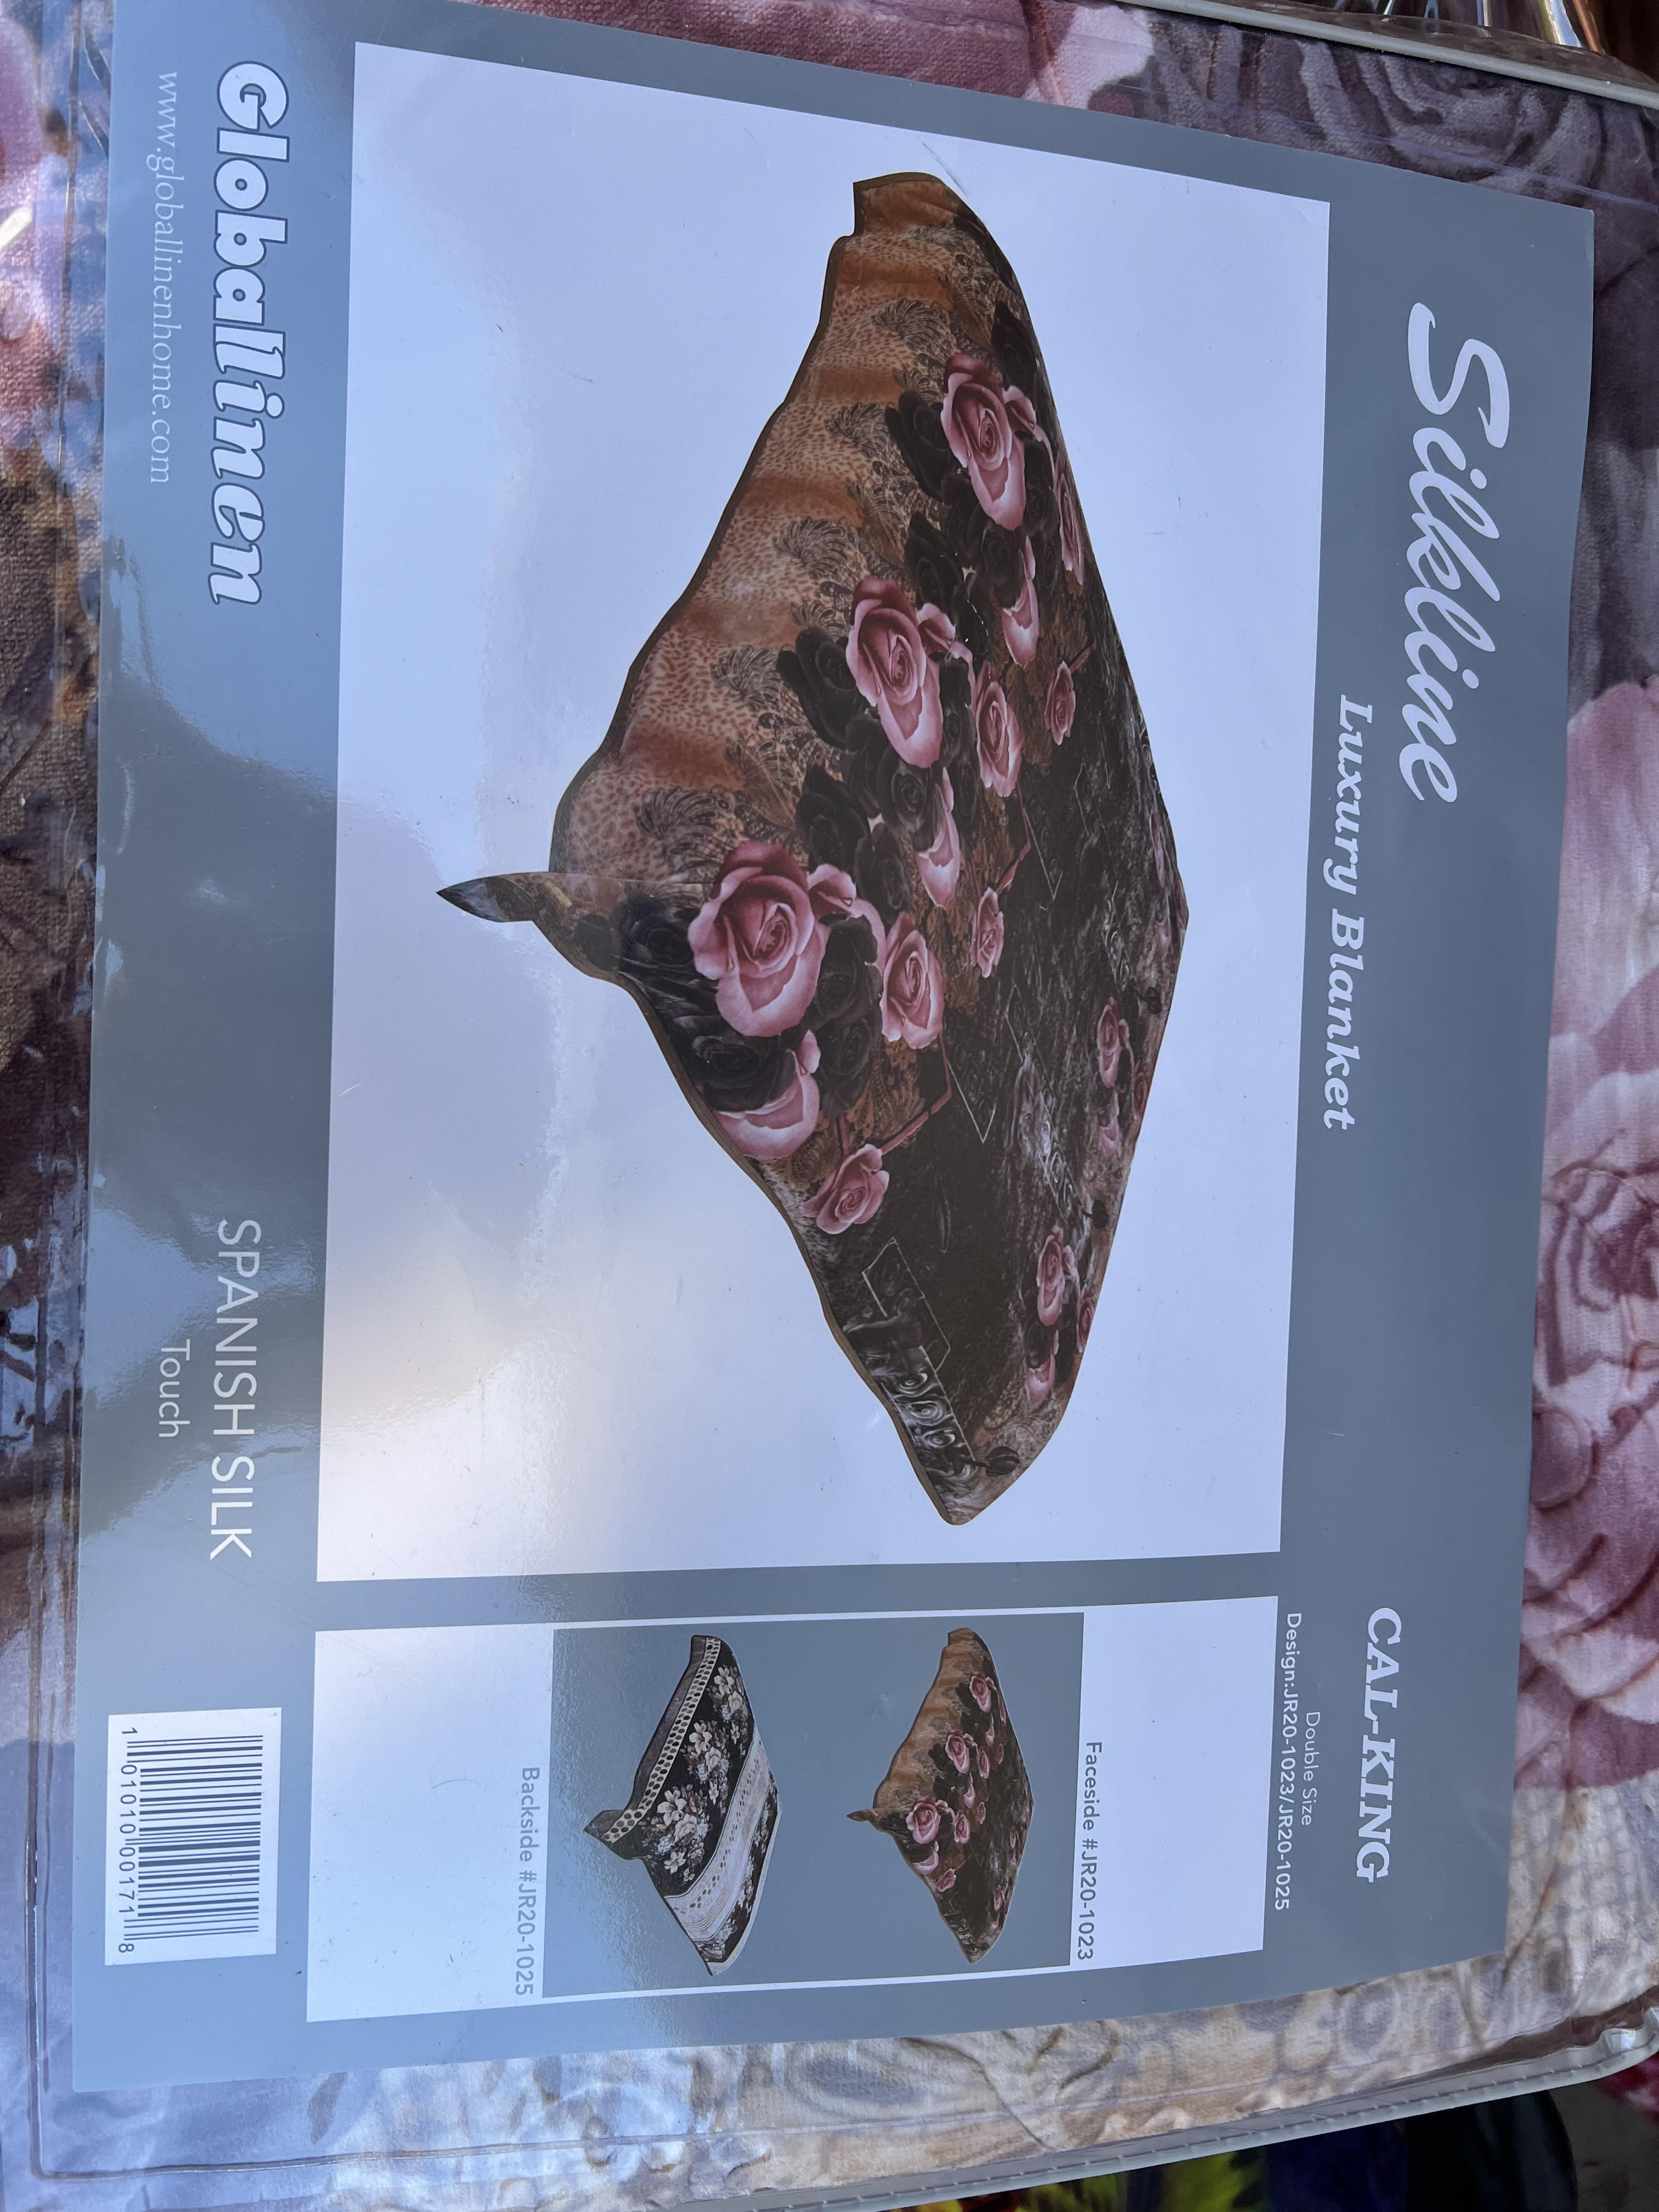 Silkline
Luxury Blanket
CAL-KING
Double Size
Design:JR20-1023/JR20-1025
Faceside #JR20-1023
Backside #JR20-1025
Globallinen
www.globallinenhome.com
SPANISH SILK
Touch
1 01010 00171 8